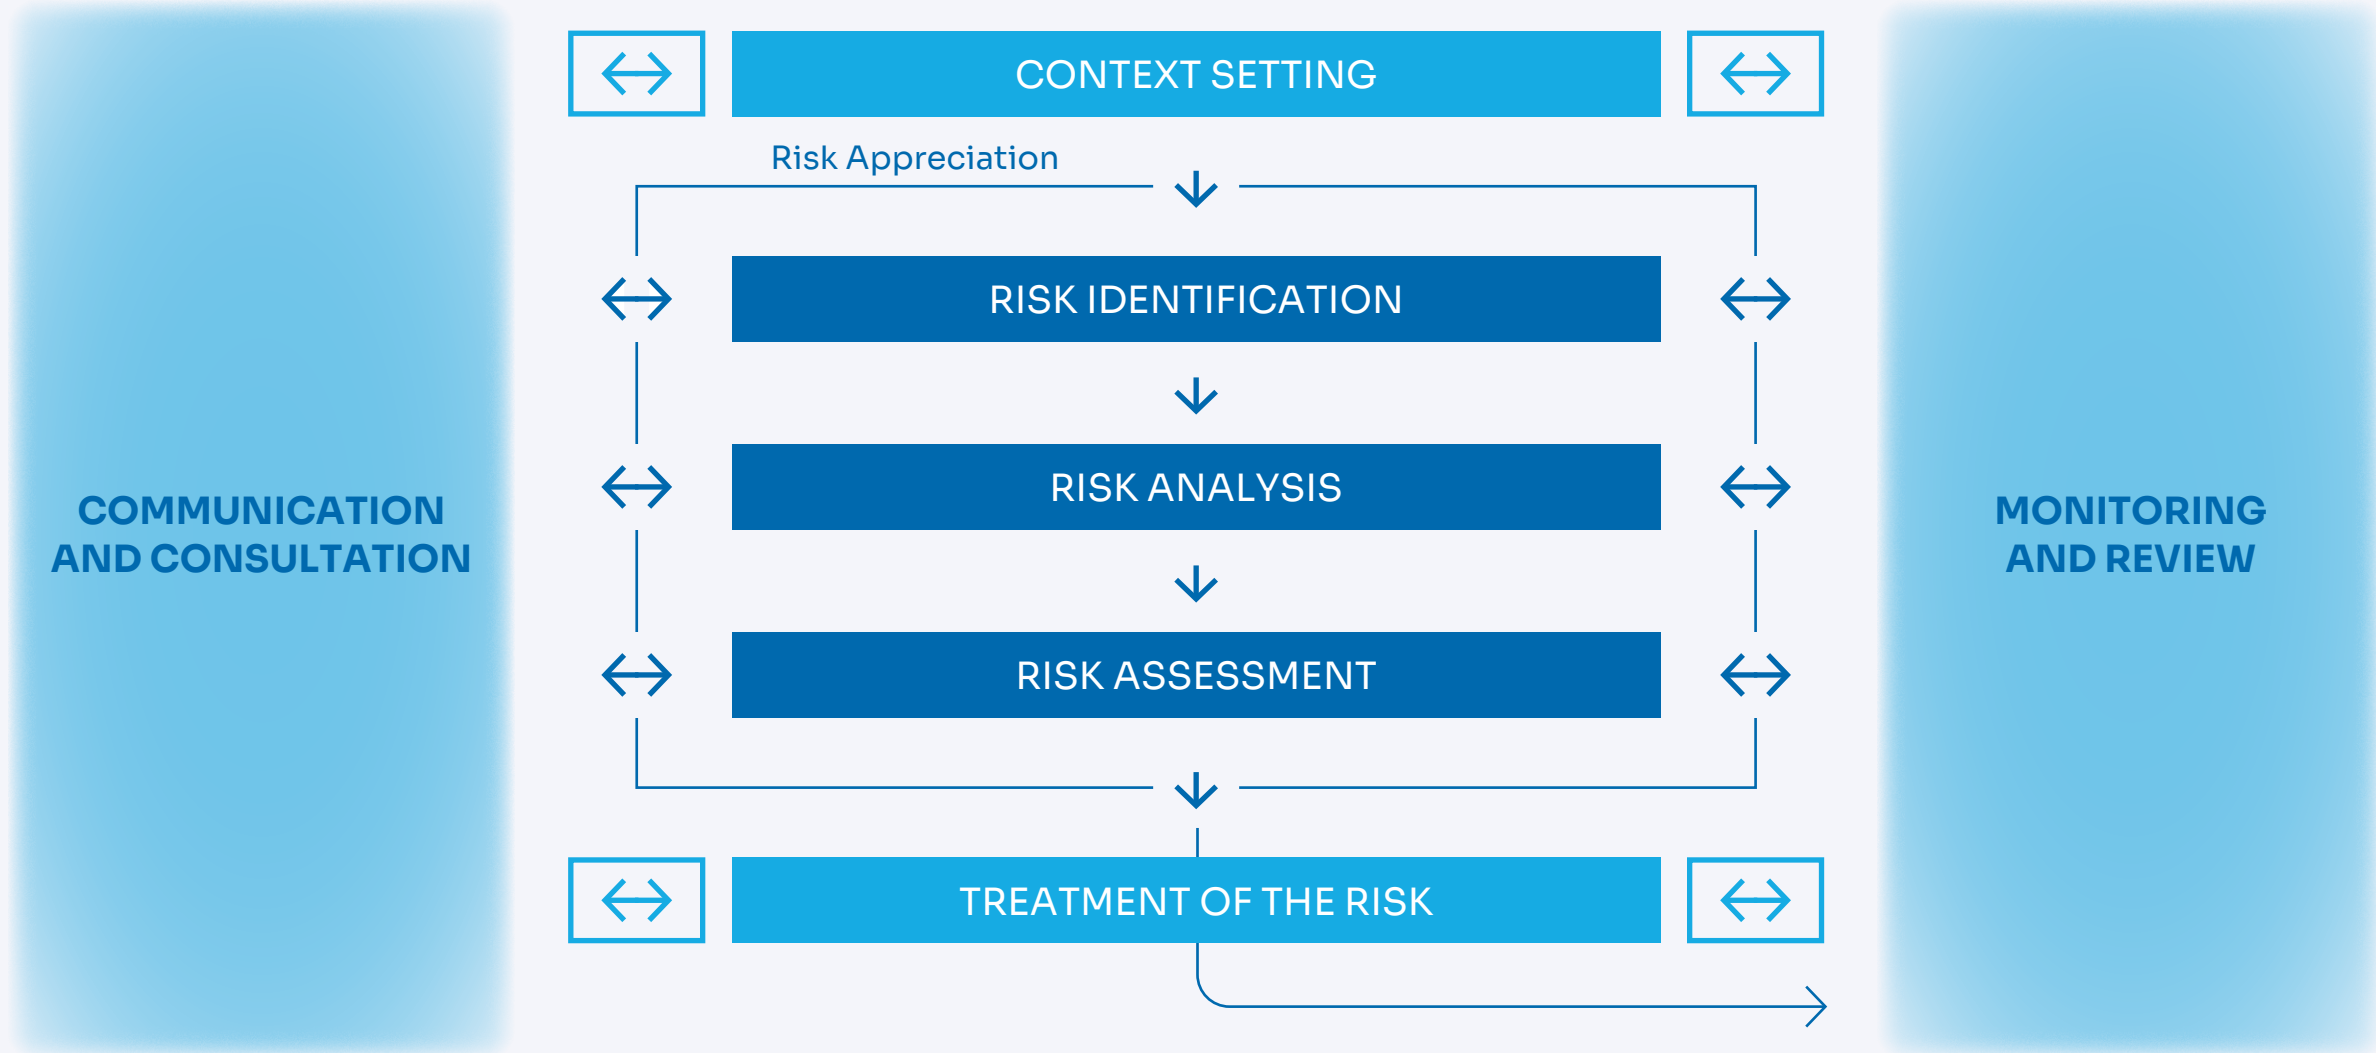 CONTEXT SETTING
Risk Appreciation
RISK IDENTIFICATION
RISK ANALYSIS
RISK ASSESSMENT
TREATMENT OF THE RISK
COMMUNICATION
AND CONSULTATION
MONITORING
AND REVIEW